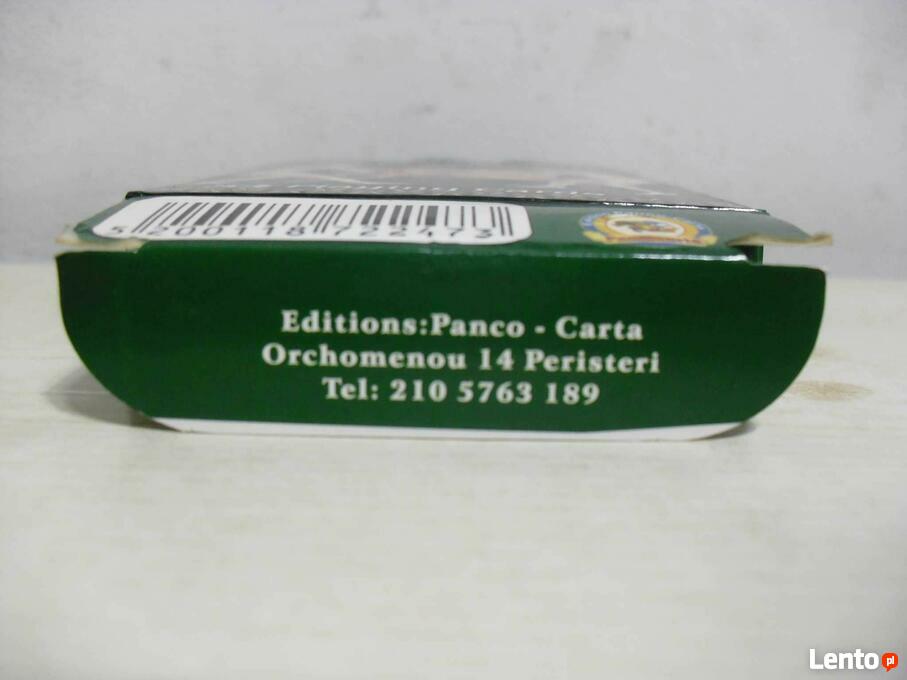 5 200118 722473
Editions:Panco - Carta
Orchomenou 14 Peristeri
Tel: 210 5763 189
Lento pl